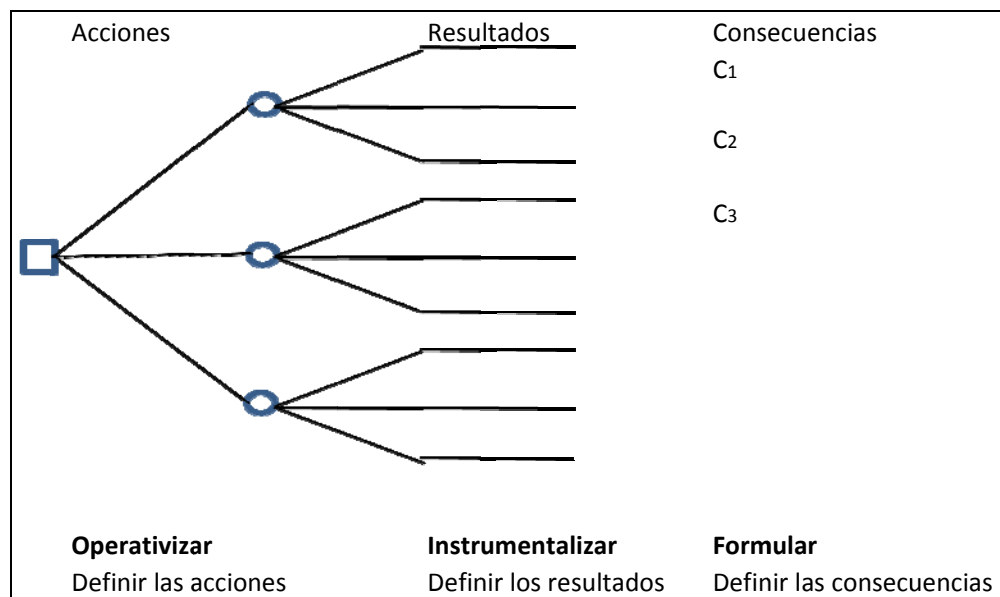 Acciones Resultados Consecuencias
C1
C2
C3
Operativizar Instrumentalizar Formular
Definir las acciones Definir los resultados Definir las consecuencias